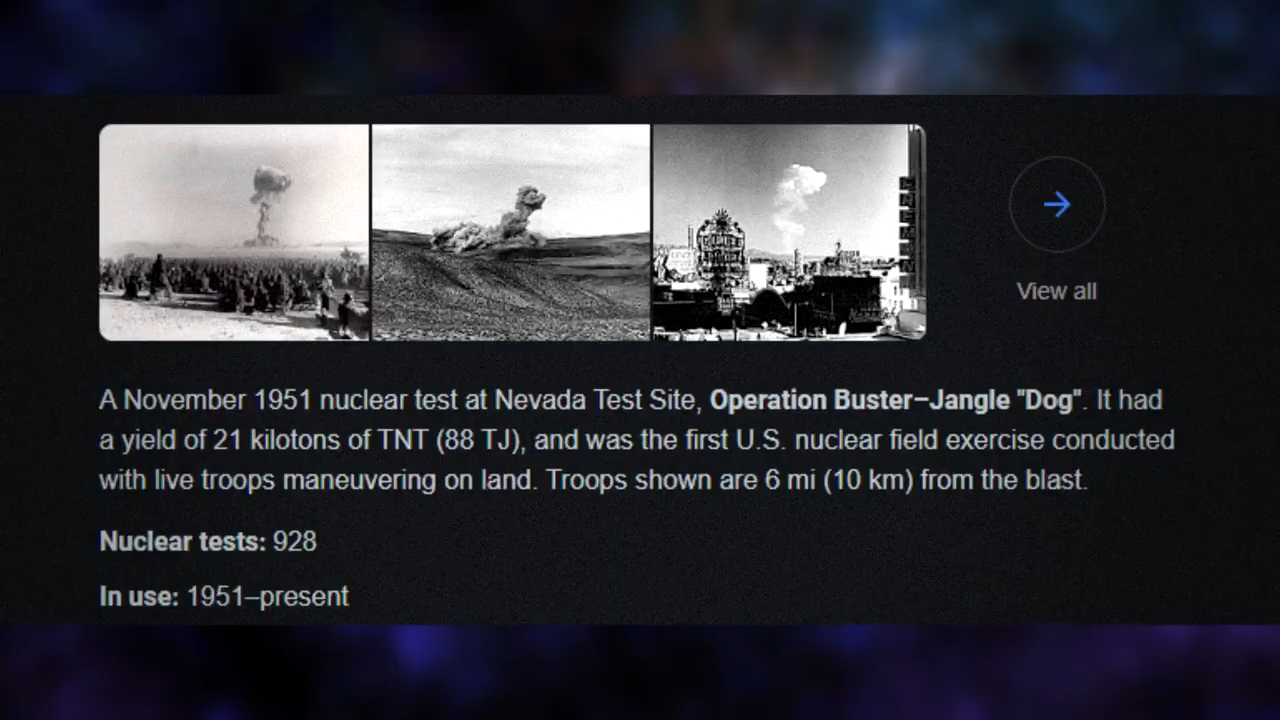 View all
A November 1951 nuclear test at Nevada Test Site, Operation Buster–Jangle "Dog". It had
a yield of 21 kilotons of TNT (88 TJ), and was the first U.S. nuclear field exercise conducted
with live troops maneuvering on land. Troops shown are 6 mi (10 km) from the blast.
Nuclear tests: 928
In use: 1951–present